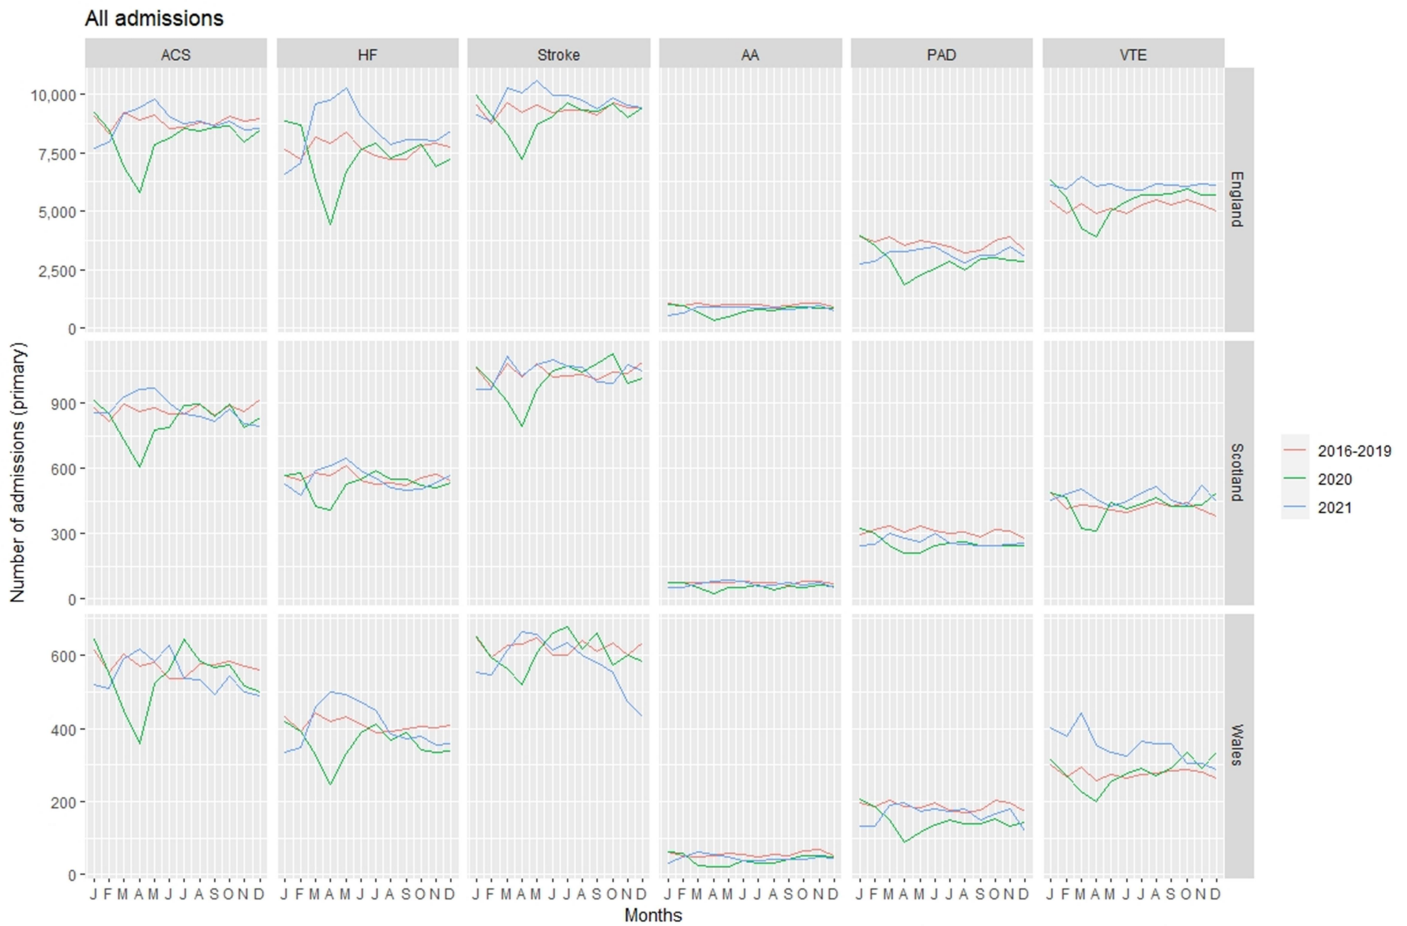 All admissions
ACS HF Stroke AA PAD VTE
10,000
7,500
5,000
2,500
0
England
900
600
300
0
Scotland
600
400
200
0
Wales
Number of admissions (primary)
J F M A M J J A S O N D J F M A M J J A S O N D J F M A M J J A S O N D J F M A M J J A S O N D J F M A M J J A S O N D J F M A M J J A S O N D
Months
2016-2019
2020
2021